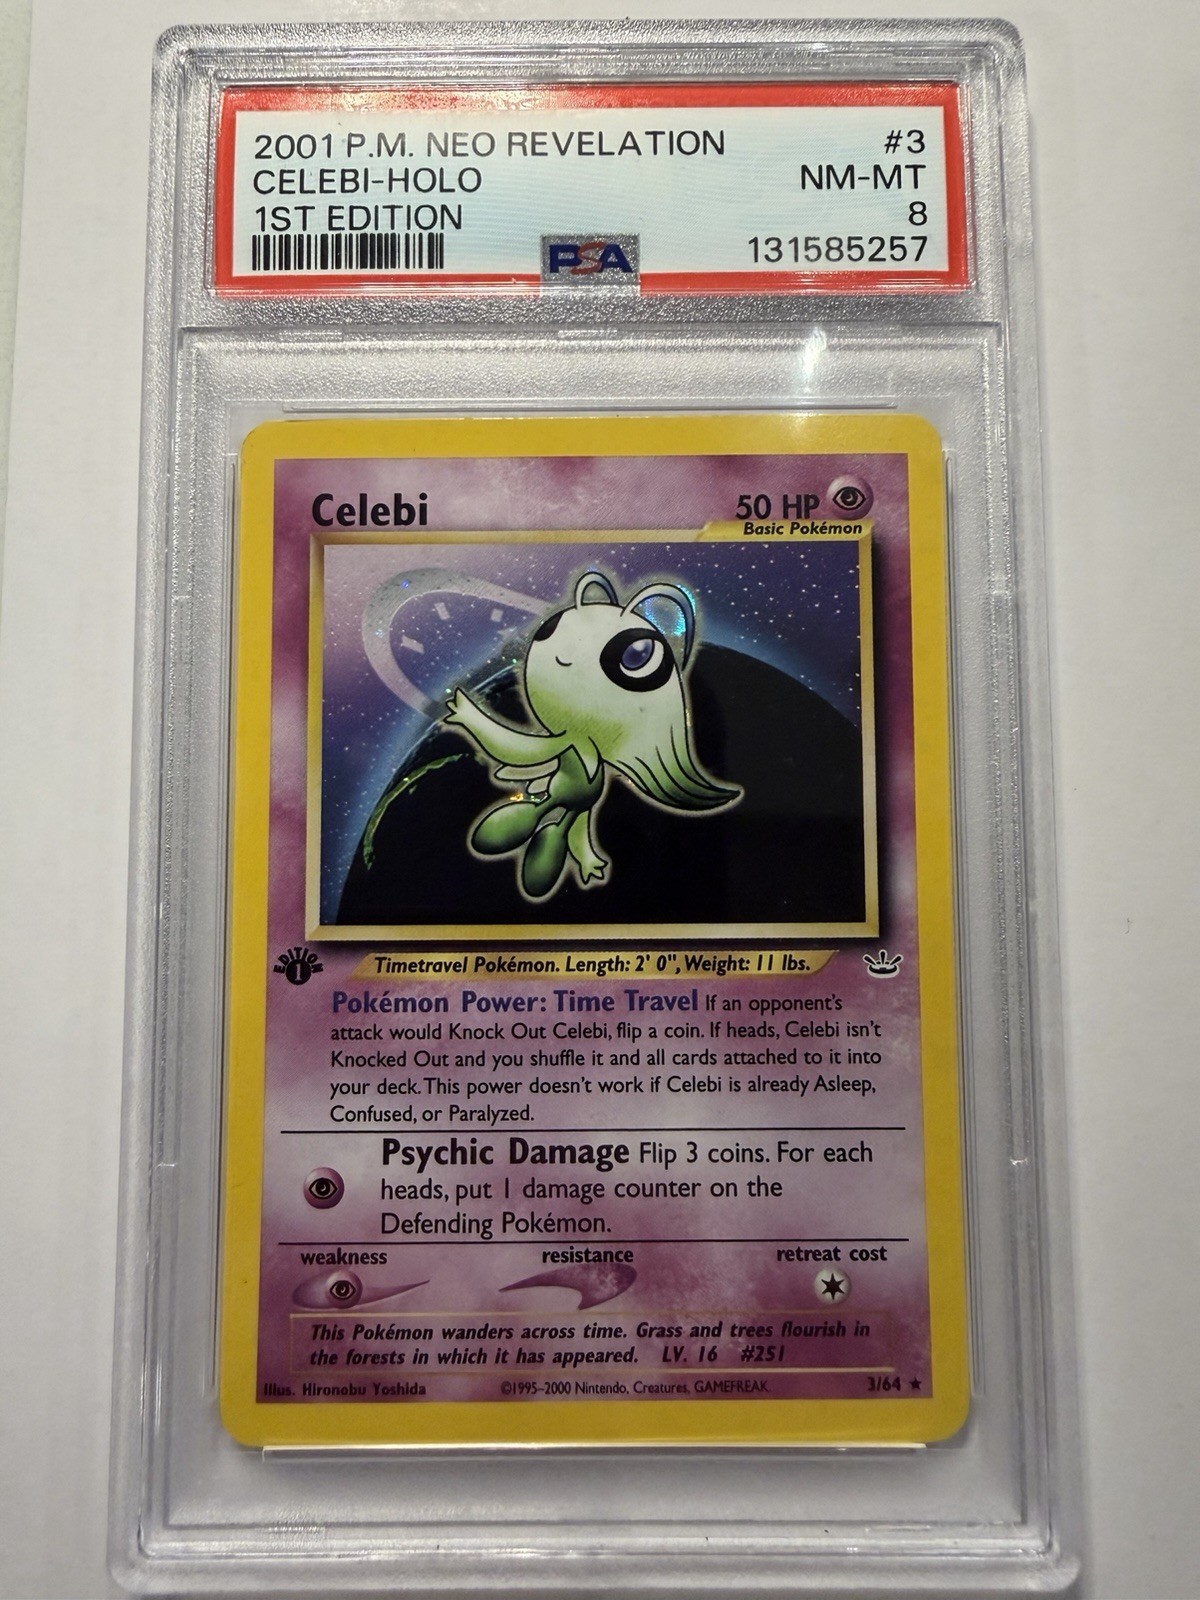 2001 P.M. NEO REVELATION #3
CELEBI-HOLO NM-MT
1ST EDITION 8
PSA 131585257
Celebi 50 HP
Basic Pokémon
EDITION
1
Timetravel Pokémon. Length: 2' 0", Weight: 11 lbs.
Pokémon Power: Time Travel If an opponent's
attack would Knock Out Celebi, flip a coin. If heads, Celebi isn't
Knocked Out and you shuffle it and all cards attached to it into
your deck. This power doesn't work if Celebi is already Asleep,
Confused, or Paralyzed.
Psychic Damage Flip 3 coins. For each
heads, put 1 damage counter on the
Defending Pokémon.
weakness resistance retreat cost
This Pokémon wanders across time. Grass and trees flourish in
the forests in which it has appeared. LV. 16 #251
Illus. Hironobu Yoshida ©1995-2000 Nintendo, Creatures, GAMEFREAK. 3/64 ★